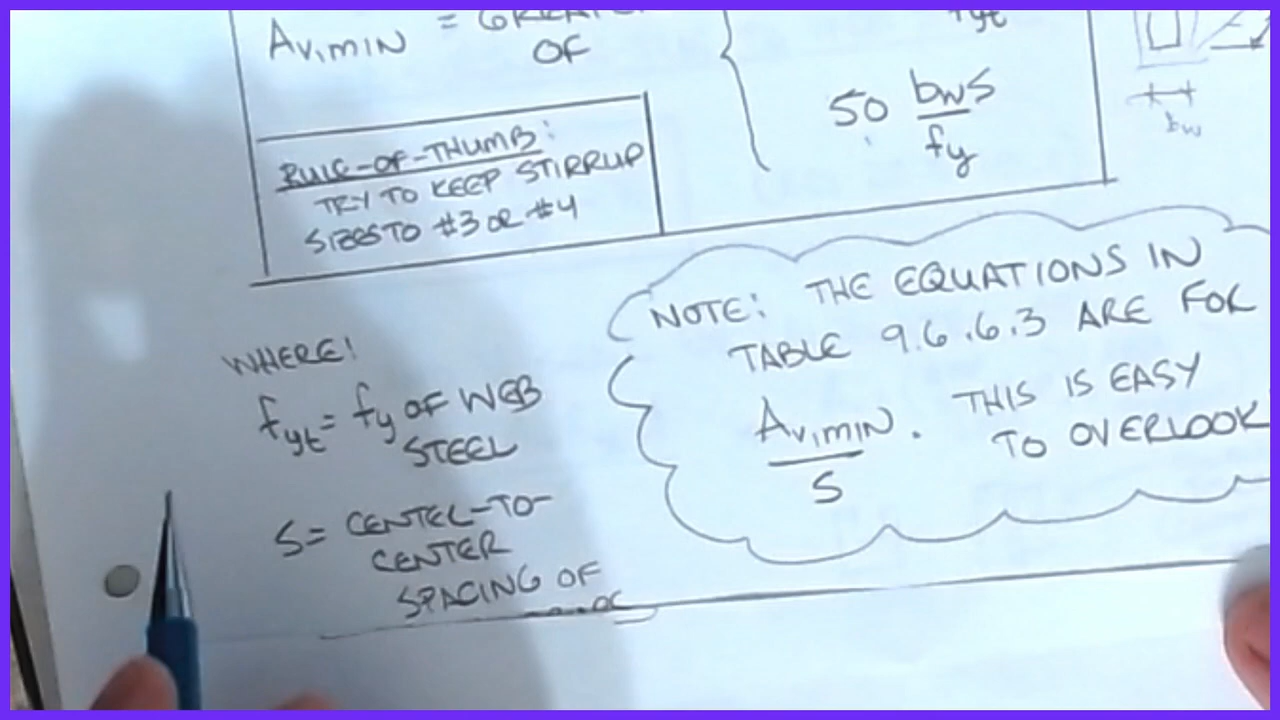 Av,MIN =
OF
fyt
50 bws
fy
bw
RULE-OF-THUMB:
TRY TO KEEP STIRRUP
SIZES TO #3 OR #4
NOTE: THE EQUATIONS IN
TABLE 9.6.6.3 ARE FOR
Av,MIN. THIS IS EASY
S TO OVERLOOK
WHERE:
fyt = fy OF WEB
STEEL
S = CENTER-TO-
CENTER
SPACING OF